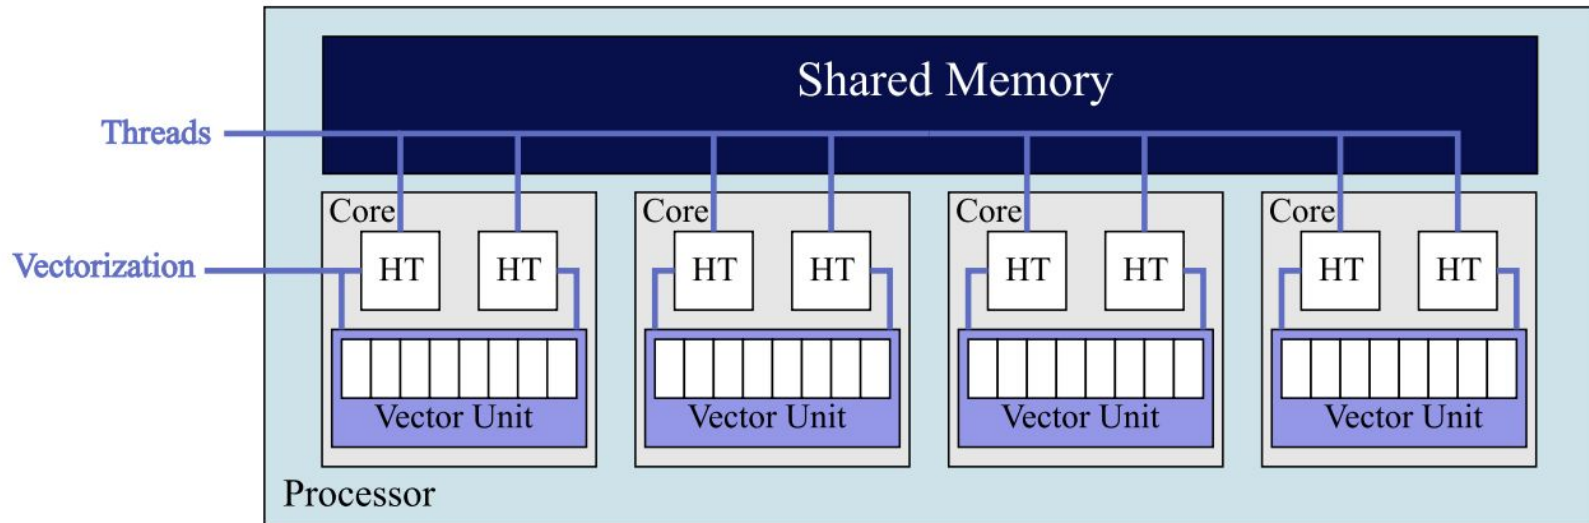 Shared Memory
Threads
Core
Core
Core
Core
Vectorization
HT
HT
HT
HT
HT
HT
HT
HT
Vector Unit
Vector Unit
Vector Unit
Vector Unit
Processor